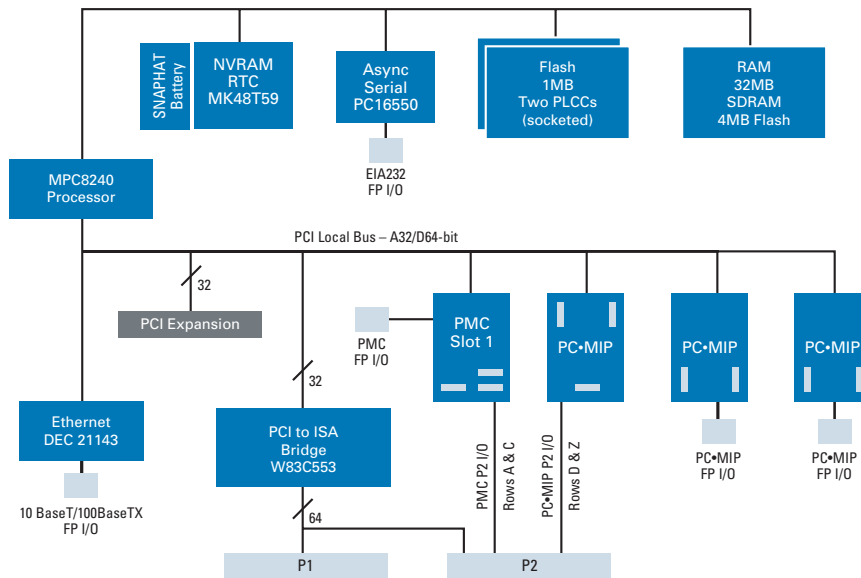 SNAPHAT
Battery
NVRAM
RTC
MK48T59
Async
Serial
PC16550
Flash
1MB
Two PLCCs
(socketed)
RAM
32MB
SDRAM
4MB Flash
EIA232
FP I/O
MPC8240
Processor
PCI Local Bus – A32/D64-bit
32
PCI Expansion
PMC
FP I/O
PMC
Slot 1
PC•MIP
PC•MIP
PC•MIP
32
Ethernet
DEC 21143
PCI to ISA
Bridge
W83C553
PMC P2 I/O
Rows A & C
PC•MIP P2 I/O
Rows D & Z
PC•MIP
FP I/O
PC•MIP
FP I/O
10 BaseT/100BaseTX
FP I/O
64
P1
P2